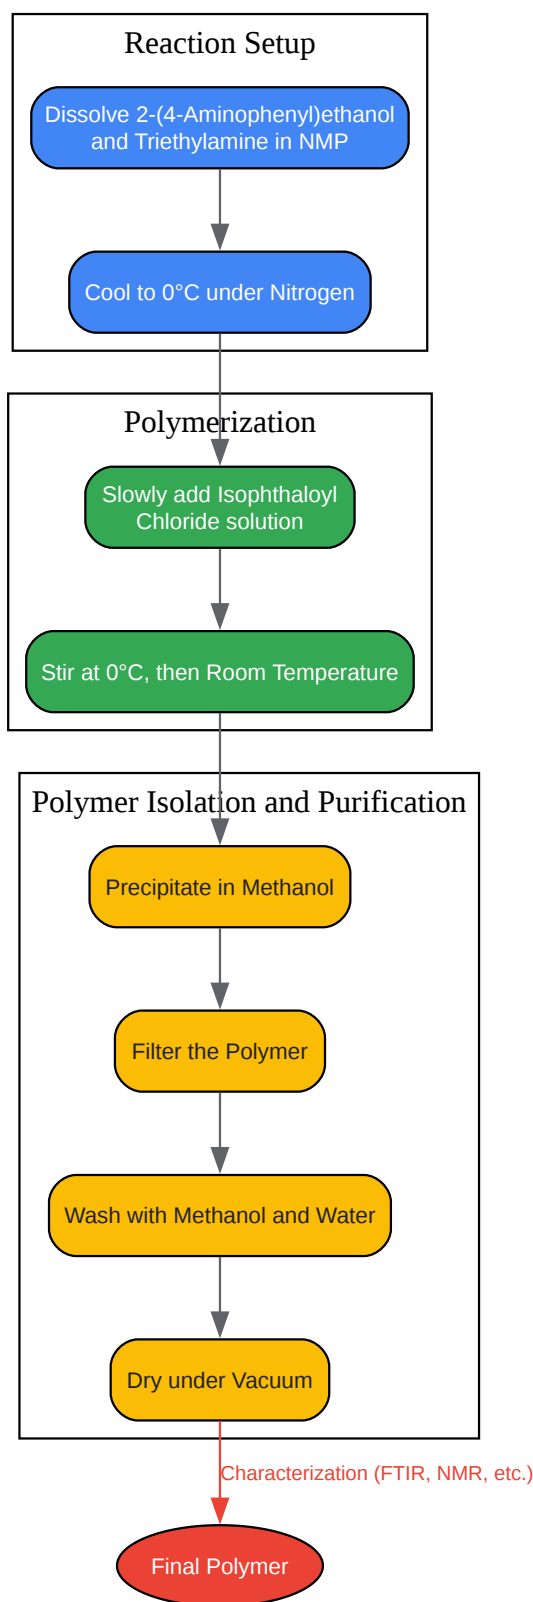 Reaction Setup
Dissolve 2-(4-Aminophenyl)ethanol
and Triethylamine in NMP
Cool to 0°C under Nitrogen
Polymerization
Slowly add Isophthaloyl
Chloride solution
Stir at 0°C, then Room Temperature
Polymer Isolation and Purification
Precipitate in Methanol
Filter the Polymer
Wash with Methanol and Water
Dry under Vacuum
Characterization (FTIR, NMR, etc.)
Final Polymer